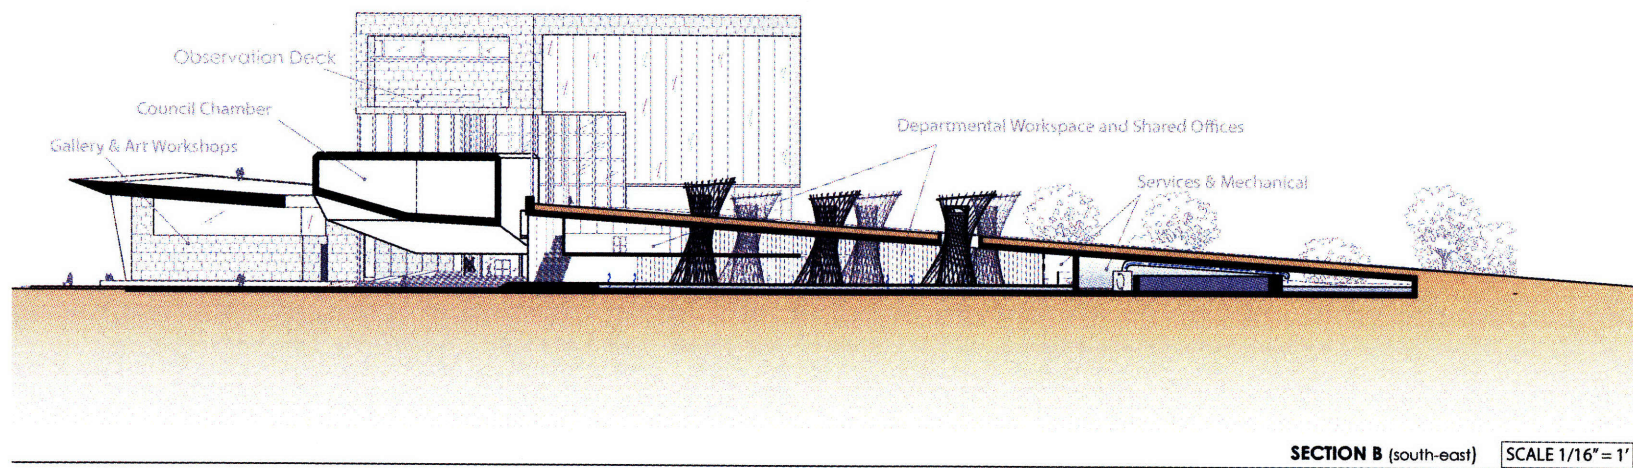 Observation Deck
Council Chamber
Gallery & Art Workshops
Departmental Workspace and Shared Offices
Services & Mechanical
SECTION B (south-east)
SCALE 1/16" = 1'